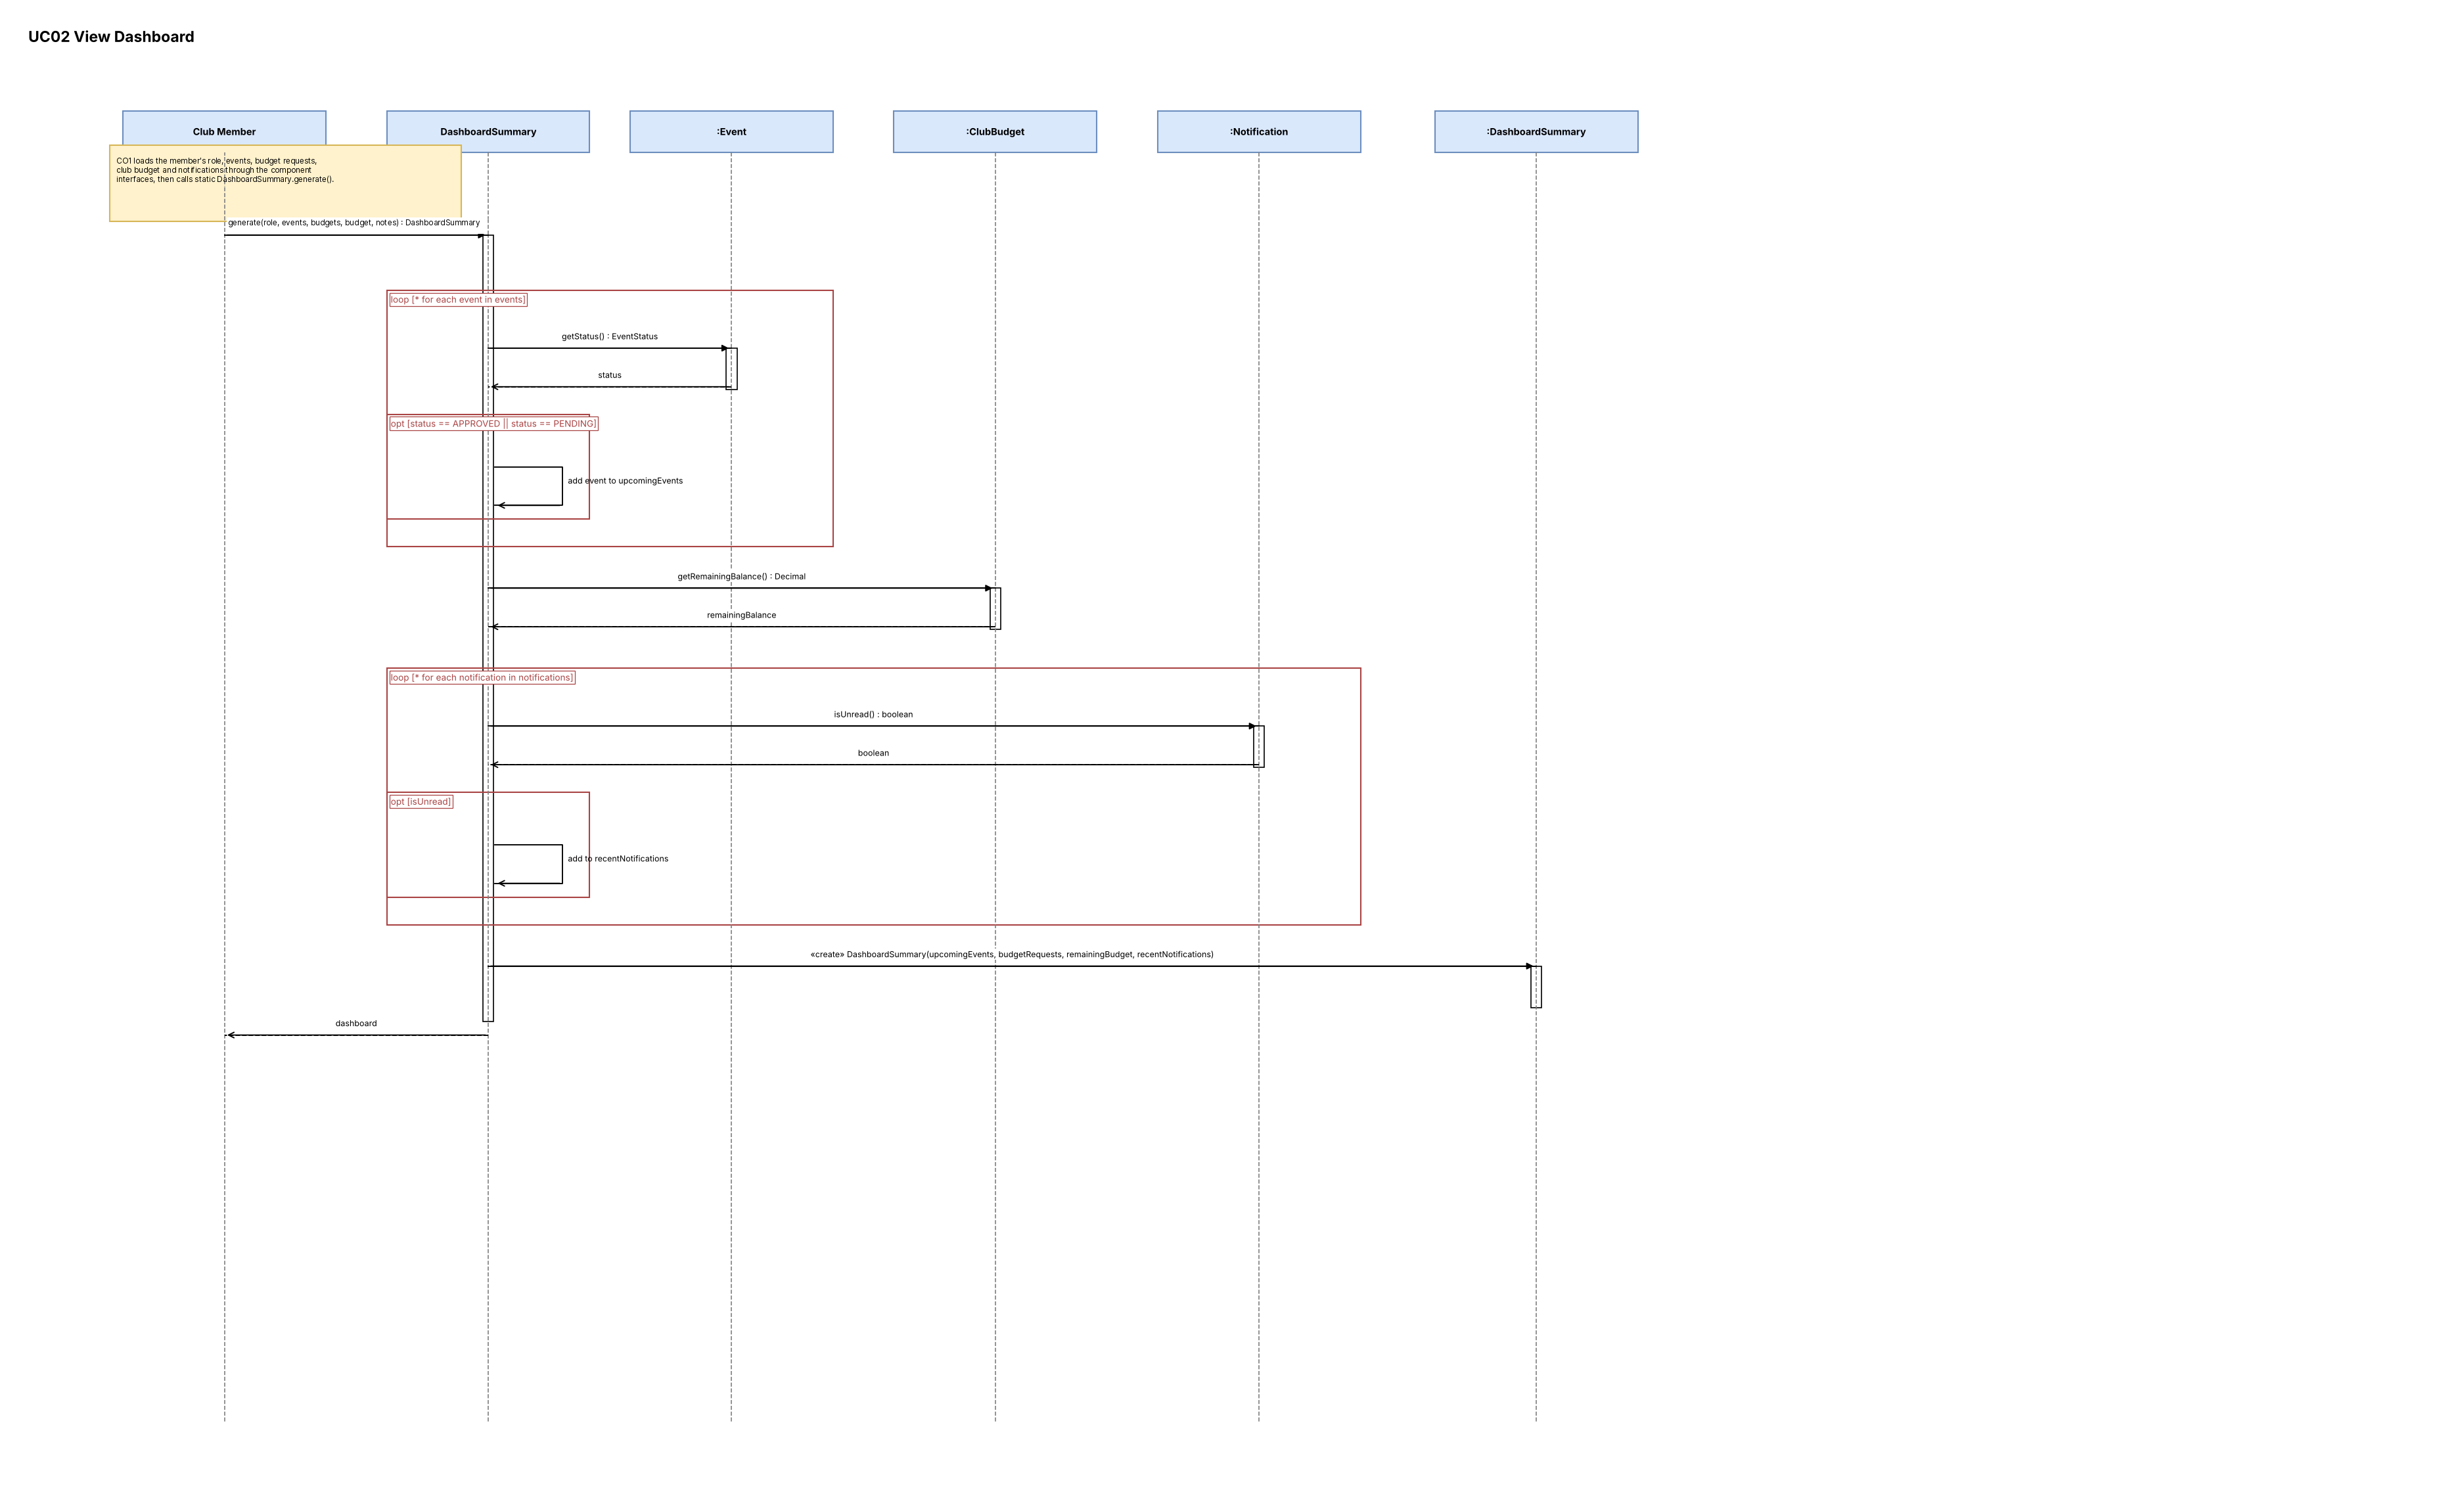 UC02 View Dashboard
Club Member
DashboardSummary
:Event
:ClubBudget
:Notification
:DashboardSummary
CO1 loads the member's role, events, budget requests,
club budget and notifications through the component
interfaces, then calls static DashboardSummary.generate().
generate(role, events, budgets, budget, notes) : DashboardSummary
loop [* for each event in events]
getStatus() : EventStatus
status
opt [status == APPROVED || status == PENDING]
add event to upcomingEvents
getRemainingBalance() : Decimal
remainingBalance
loop [* for each notification in notifications]
isUnread() : boolean
boolean
opt [isUnread]
add to recentNotifications
«create» DashboardSummary(upcomingEvents, budgetRequests, remainingBudget, recentNotifications)
dashboard